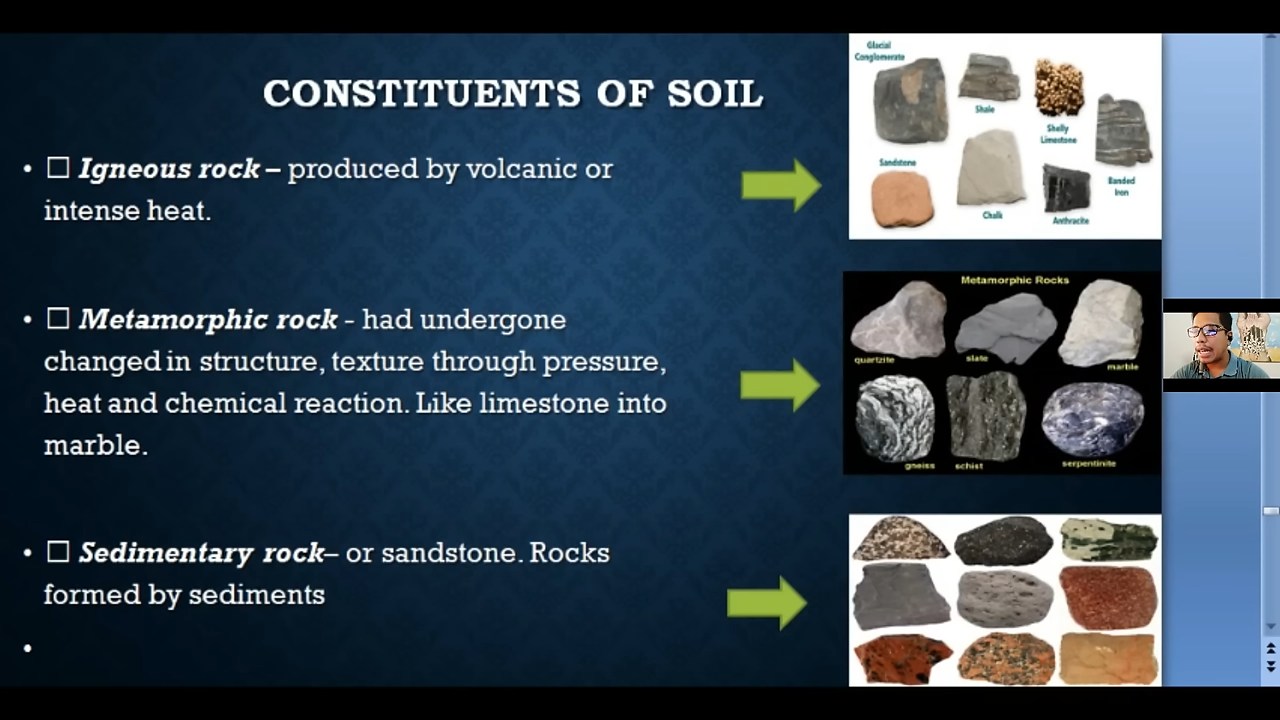 CONSTITUENTS OF SOIL
• ☐ Igneous rock – produced by volcanic or
intense heat.
• ☐ Metamorphic rock - had undergone
changed in structure, texture through pressure,
heat and chemical reaction. Like limestone into
marble.
• ☐ Sedimentary rock– or sandstone. Rocks
formed by sediments
•
Glacial
Conglomerate
Shale
Shelly
Limestone
Banded
Iron
Sandstone
Chalk
Anthracite
Metamorphic Rocks
quartzite
slate
marble
gneiss
schist
serpentinite